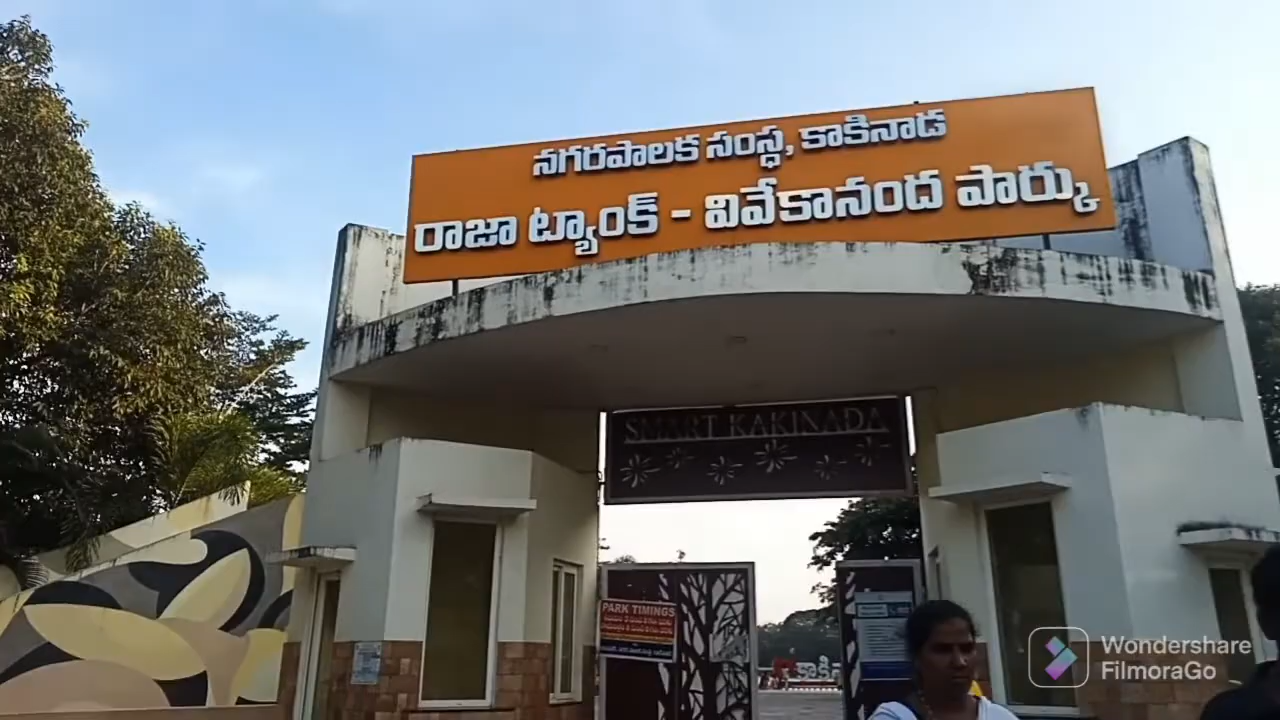 నగరపాలక సంస్థ, కాకినాడ
రాజా ట్యాంక్ - వివేకానంద పార్కు
SMART KAKINADA
PARK TIMINGS
కాకిన
Wondershare
FilmoraGo